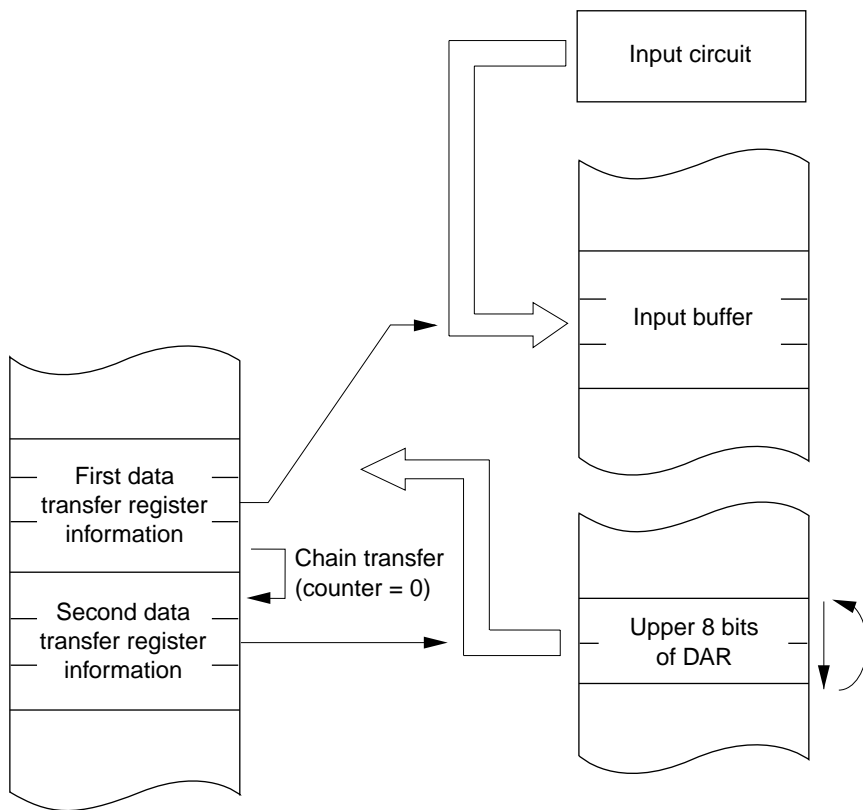 Input circuit
Input buffer
First data
transfer register
information
Chain transfer
(counter = 0)
Second data
transfer register
information
Upper 8 bits
of DAR